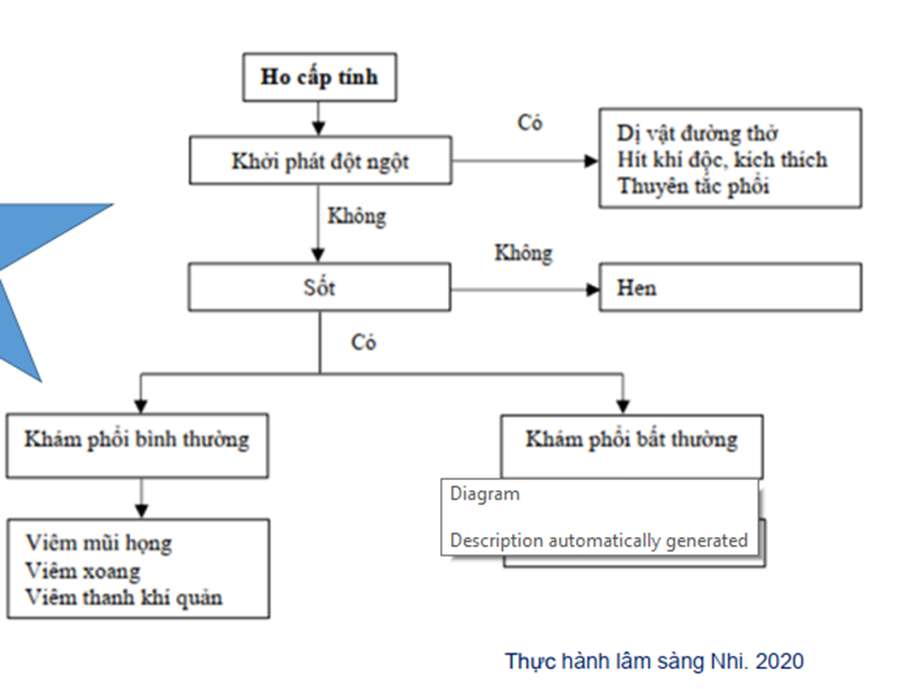 Ho cấp tính
Khởi phát đột ngột
Có
Dị vật đường thở
Hít khí độc, kích thích
Thuyên tắc phổi
Không
Sốt
Không
Hen
Có
Khám phổi bình thường
Khám phổi bất thường
Viêm mũi họng
Viêm xoang
Viêm thanh khí quản
Diagram
Description automatically generated
Thực hành lâm sàng Nhi. 2020